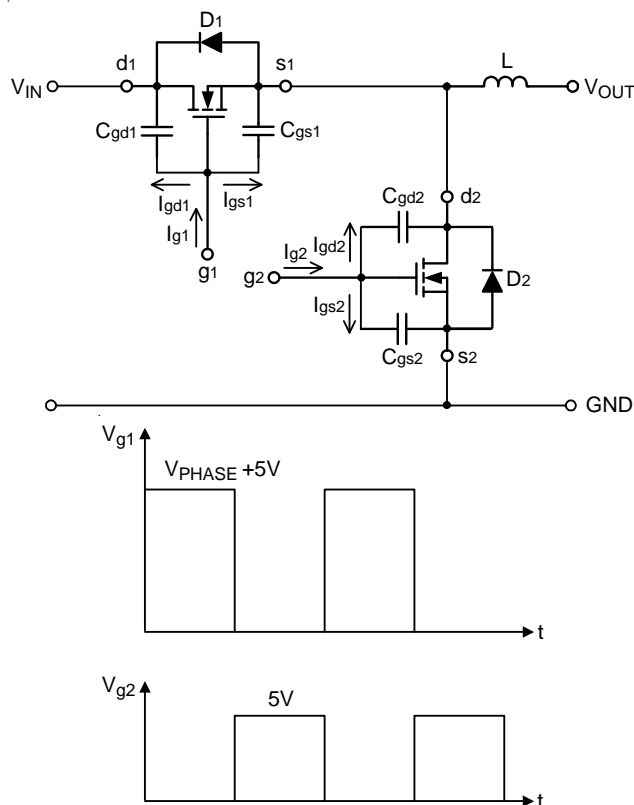 D1
d1
s1
L
VIN
VOUT
Cgd1
Cgs1
Igd1
Igs1
Ig1
g1
Cgd2
d2
Ig2
Igd2
g2
D2
Igs2
Cgs2
s2
GND
Vg1
VPHASE +5V
t
Vg2
5V
t